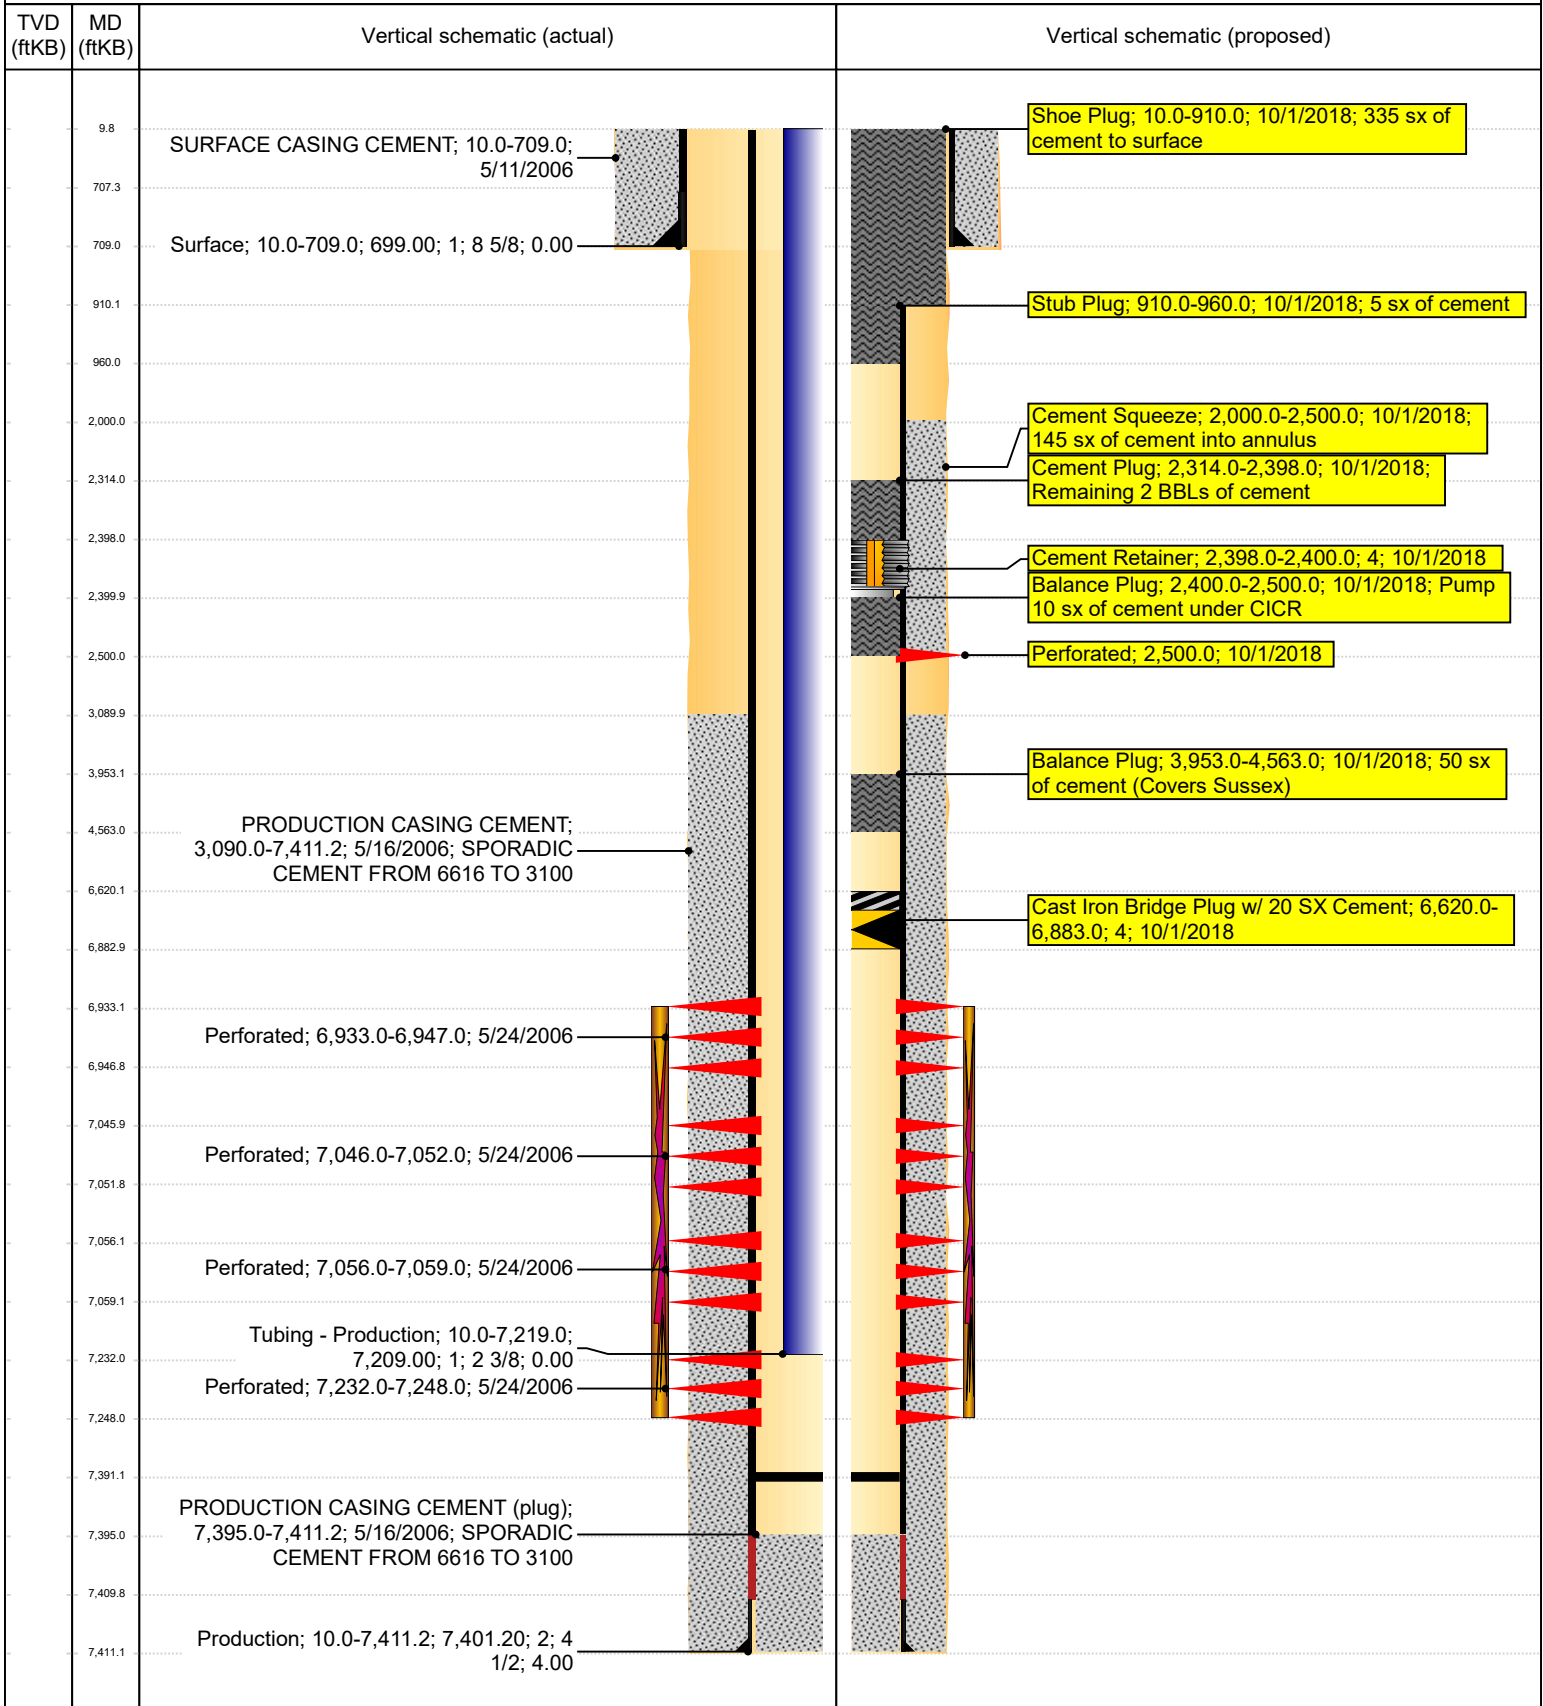 TVD
(ftKB)
MD
(ftKB)
Vertical schematic (actual)
Vertical schematic (proposed)
9.8
707.3
709.0
910.1
960.0
2,000.0
2,314.0
2,398.0
2,399.9
2,500.0
3,089.9
3,953.1
4,563.0
6,620.1
6,882.9
6,933.1
6,946.8
7,045.9
7,051.8
7,056.1
7,059.1
7,232.0
7,248.0
7,391.1
7,395.0
7,409.8
7,411.1
SURFACE CASING CEMENT; 10.0-709.0;
5/11/2006
Surface; 10.0-709.0; 699.00; 1; 8 5/8; 0.00
PRODUCTION CASING CEMENT;
3,090.0-7,411.2; 5/16/2006; SPORADIC
CEMENT FROM 6616 TO 3100
Perforated; 6,933.0-6,947.0; 5/24/2006
Perforated; 7,046.0-7,052.0; 5/24/2006
Perforated; 7,056.0-7,059.0; 5/24/2006
Tubing - Production; 10.0-7,219.0;
7,209.00; 1; 2 3/8; 0.00
Perforated; 7,232.0-7,248.0; 5/24/2006
PRODUCTION CASING CEMENT (plug);
7,395.0-7,411.2; 5/16/2006; SPORADIC
CEMENT FROM 6616 TO 3100
Production; 10.0-7,411.2; 7,401.20; 2; 4
1/2; 4.00
Shoe Plug; 10.0-910.0; 10/1/2018; 335 sx of
cement to surface
Stub Plug; 910.0-960.0; 10/1/2018; 5 sx of cement
Cement Squeeze; 2,000.0-2,500.0; 10/1/2018;
145 sx of cement into annulus
Cement Plug; 2,314.0-2,398.0; 10/1/2018;
Remaining 2 BBLs of cement
Cement Retainer; 2,398.0-2,400.0; 4; 10/1/2018
Balance Plug; 2,400.0-2,500.0; 10/1/2018; Pump
10 sx of cement under CICR
Perforated; 2,500.0; 10/1/2018
Balance Plug; 3,953.0-4,563.0; 10/1/2018; 50 sx
of cement (Covers Sussex)
Cast Iron Bridge Plug w/ 20 SX Cement; 6,620.0-
6,883.0; 4; 10/1/2018